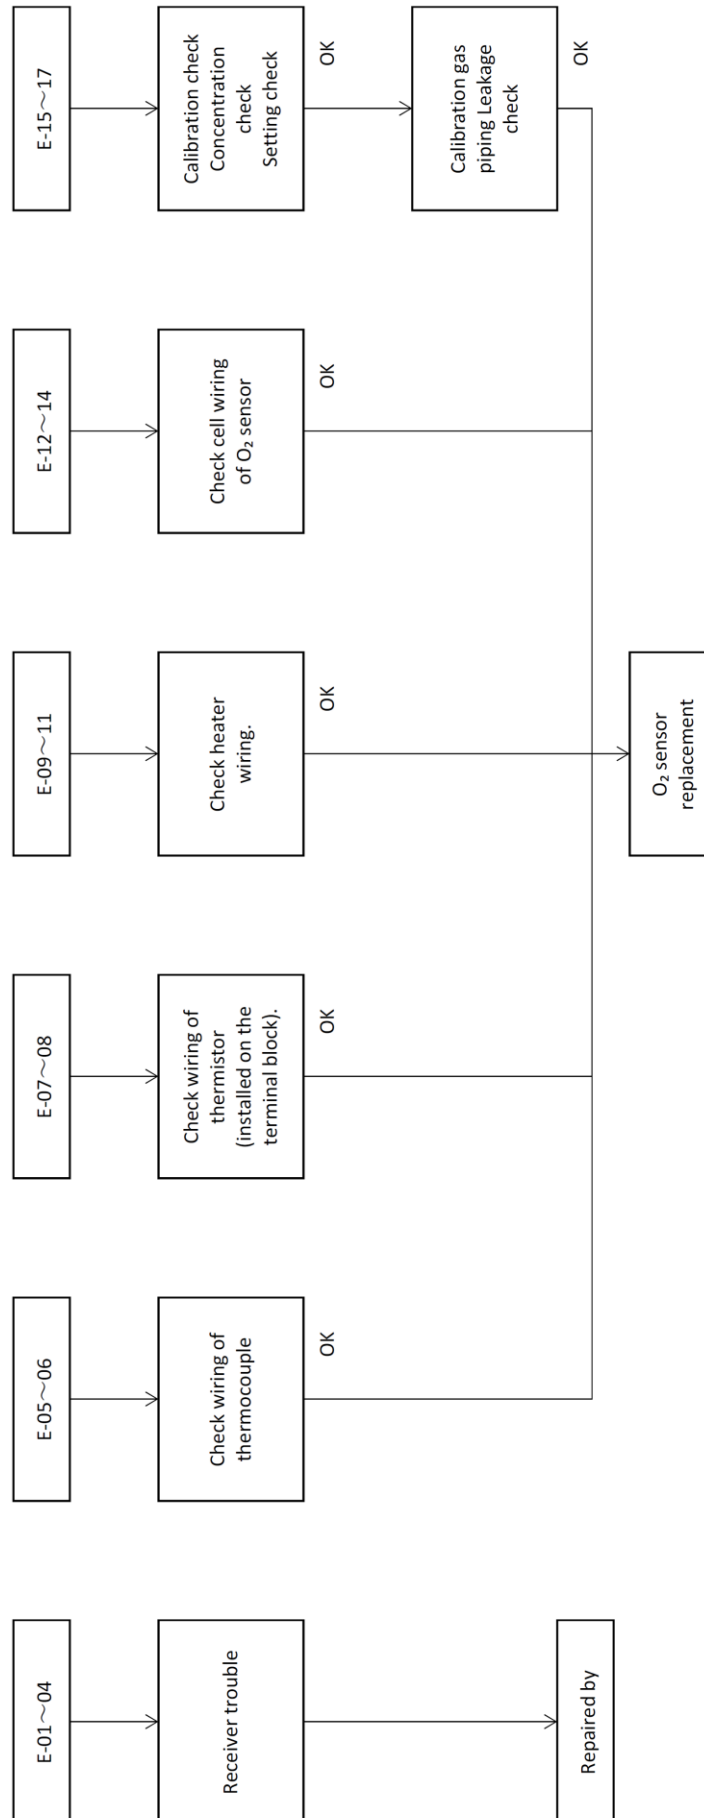 E-01～04
E-05～06
E-07～08
E-09～11
E-12～14
E-15～17
Receiver trouble
Check wiring of
thermocouple
Check wiring of
thermistor
(installed on the
terminal block).
Check heater
wiring.
Check cell wiring
of O₂ sensor
Calibration check
Concentration
check
Setting check
OK
OK
OK
OK
OK
Calibration gas
piping Leakage
check
OK
Repaired by
O₂ sensor
replacement